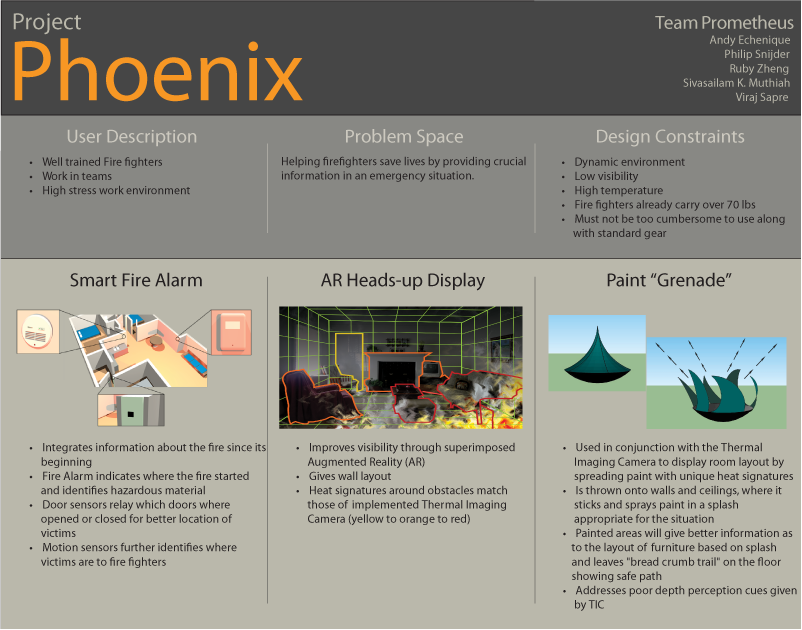 Project
Phoenix
Team Prometheus
Andy Echenique
Philip Snijder
Ruby Zheng
Sivasailam K. Muthiah
Viraj Sapre
User Description
• Well trained Fire fighters
• Work in teams
• High stress work environment
Problem Space
Helping firefighters save lives by providing crucial
information in an emergency situation.
Design Constraints
• Dynamic environment
• Low visibility
• High temperature
• Fire fighters already carry over 70 lbs
• Must not be too cumbersome to use along
with standard gear
Smart Fire Alarm
• Integrates information about the fire since its
beginning
• Fire Alarm indicates where the fire started
and identifies hazardous material
• Door sensors relay which doors where
opened or closed for better location of
victims
• Motion sensors further identifies where
victims are to fire fighters
AR Heads-up Display
• Improves visibility through superimposed
Augmented Reality (AR)
• Gives wall layout
• Heat signatures around obstacles match
those of implemented Thermal Imaging
Camera (yellow to orange to red)
Paint “Grenade”
• Used in conjunction with the Thermal
Imaging Camera to display room layout by
spreading paint with unique heat signatures
• Is thrown onto walls and ceilings, where it
sticks and sprays paint in a splash
appropriate for the situation
• Painted areas will give better information as
to the layout of furniture based on splash
and leaves "bread crumb trail" on the floor
showing safe path
• Addresses poor depth perception cues given
by TIC